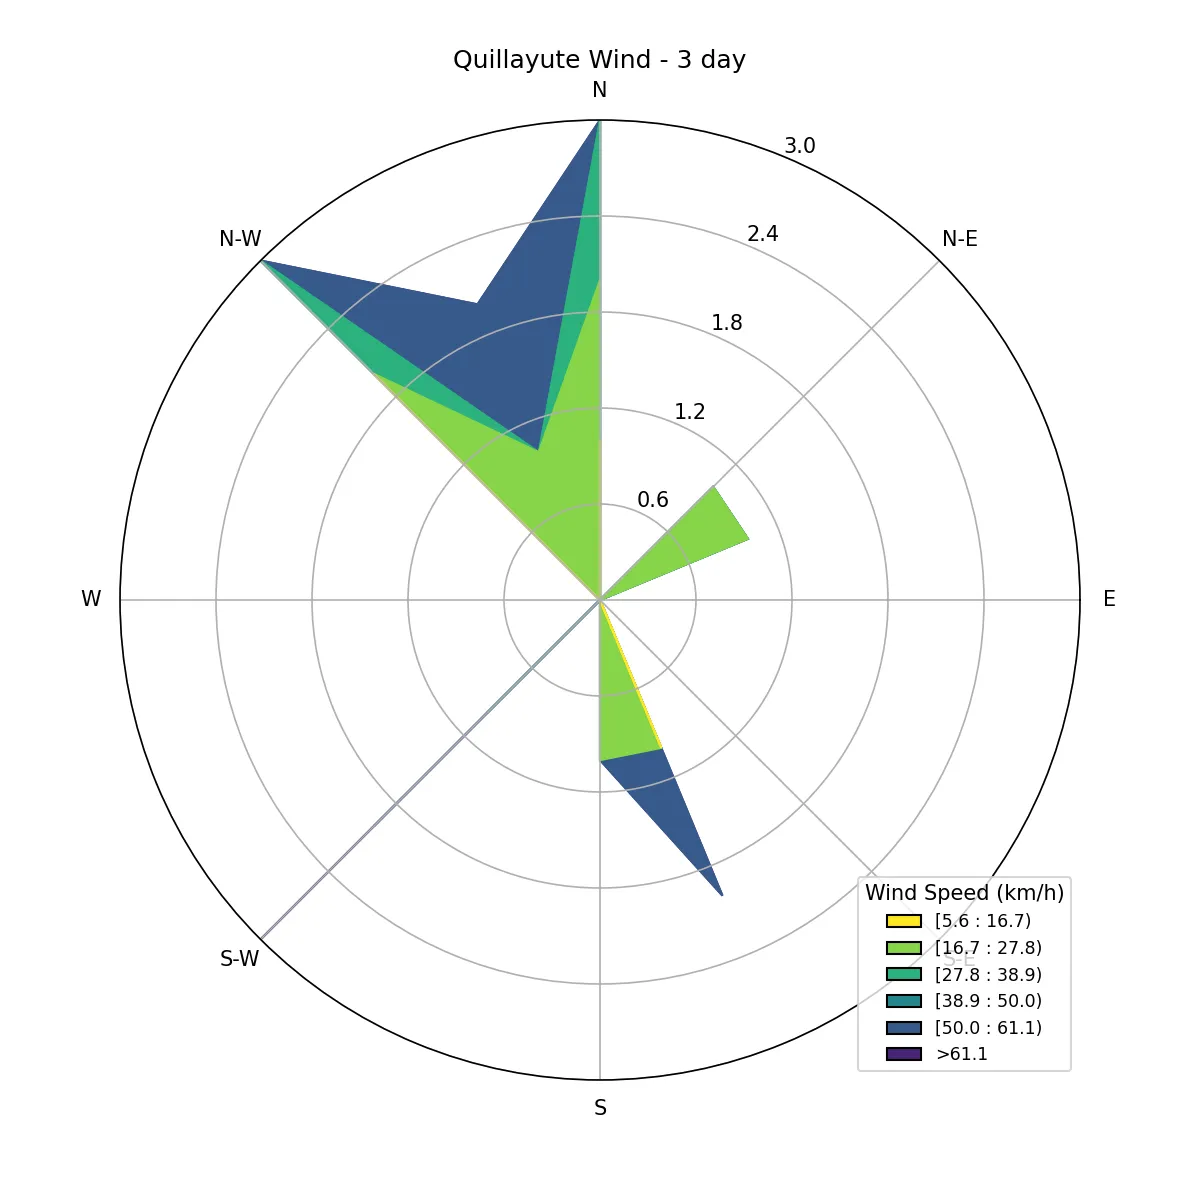 Quillayute Wind - 3 day
N
3.0
N-W
2.4
N-E
1.8
1.2
0.6
W
E
S-W
S-E
S
Wind Speed (km/h)
[5.6 : 16.7)
[16.7 : 27.8)
[27.8 : 38.9)
[38.9 : 50.0)
[50.0 : 61.1)
>61.1